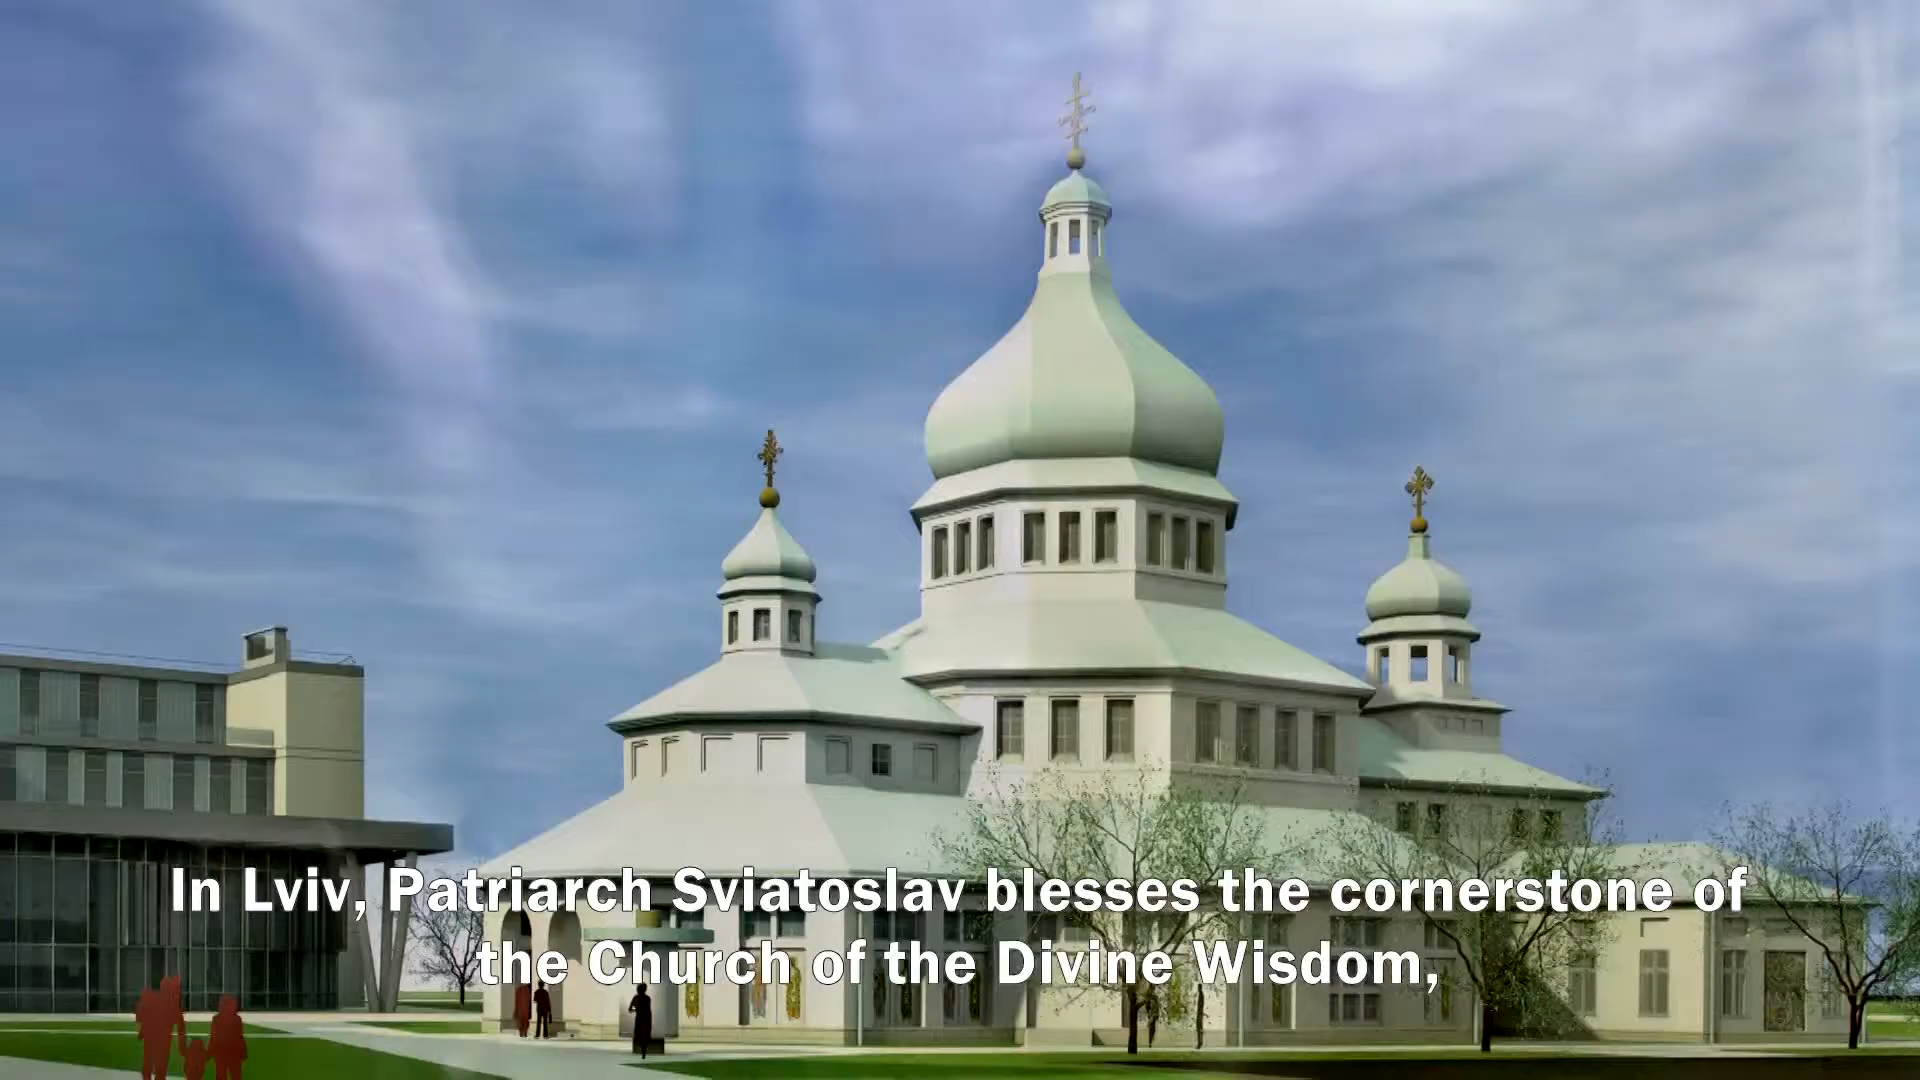 In Lviv, Patriarch Sviatoslav blesses the cornerstone of
the Church of the Divine Wisdom,